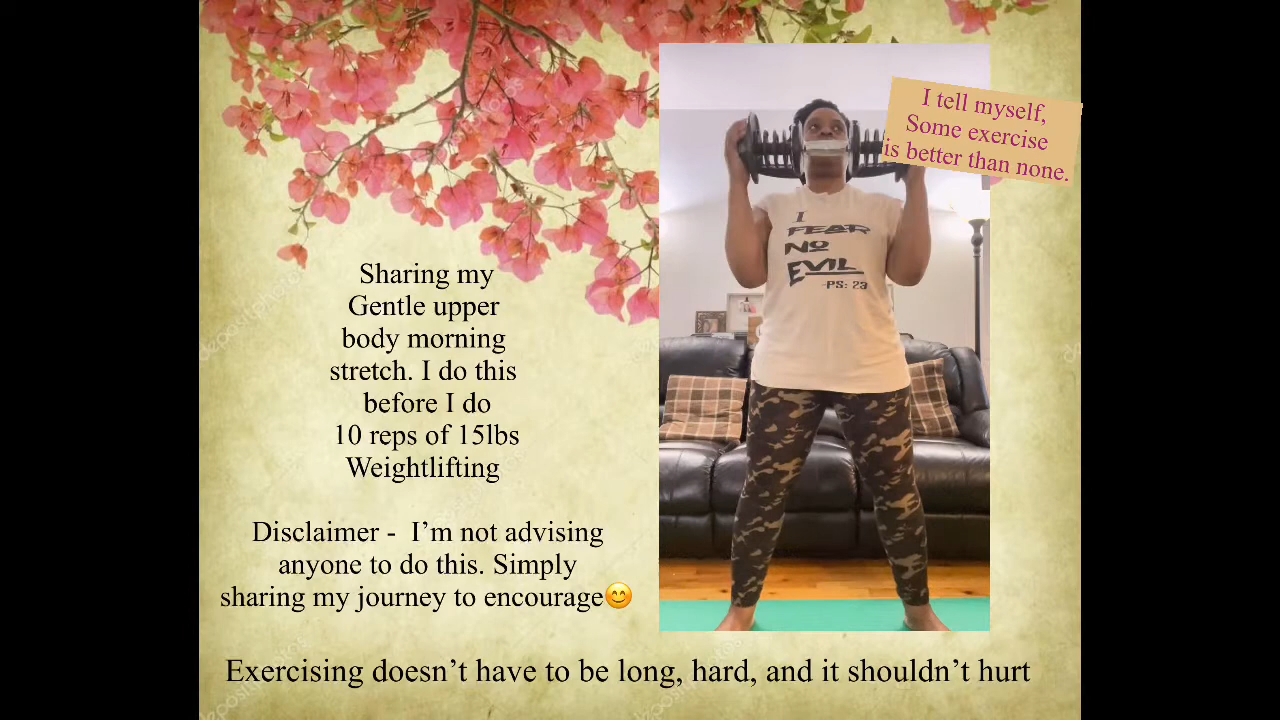 I tell myself,
Some exercise
is better than none.
I
FEAR
NO
EVIL
-PS: 23
Sharing my
Gentle upper
body morning
stretch. I do this
before I do
10 reps of 15lbs
Weightlifting
Disclaimer - I’m not advising
anyone to do this. Simply
sharing my journey to encourage😊
Exercising doesn’t have to be long, hard, and it shouldn’t hurt
depositphotos